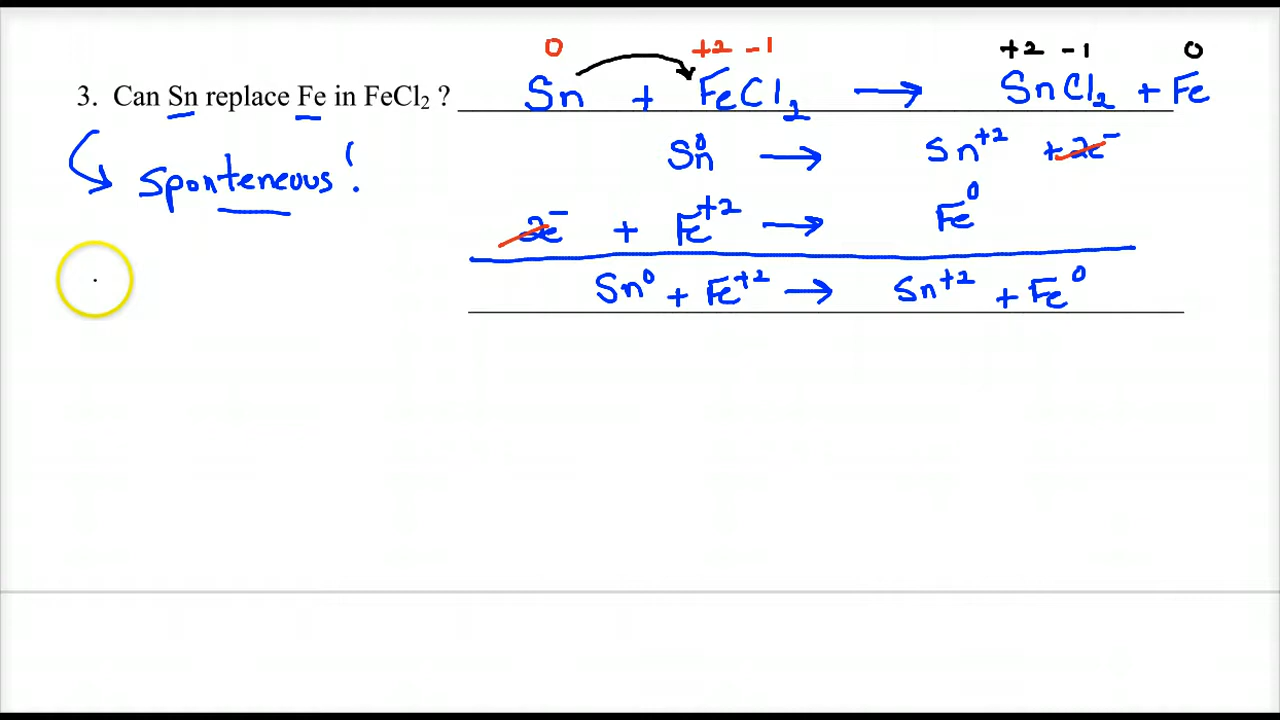 0 +2 -1 +2 -1 0
3. Can Sn replace Fe in FeCl₂ ? Sn + FeCl₂ → SnCl₂ + Fe
Sn⁰ → Sn⁺² + 2e⁻
Sponteneous !
2e⁻ + Fe⁺² → Fe⁰
Sn⁰ + Fe⁺² → Sn⁺² + Fe⁰